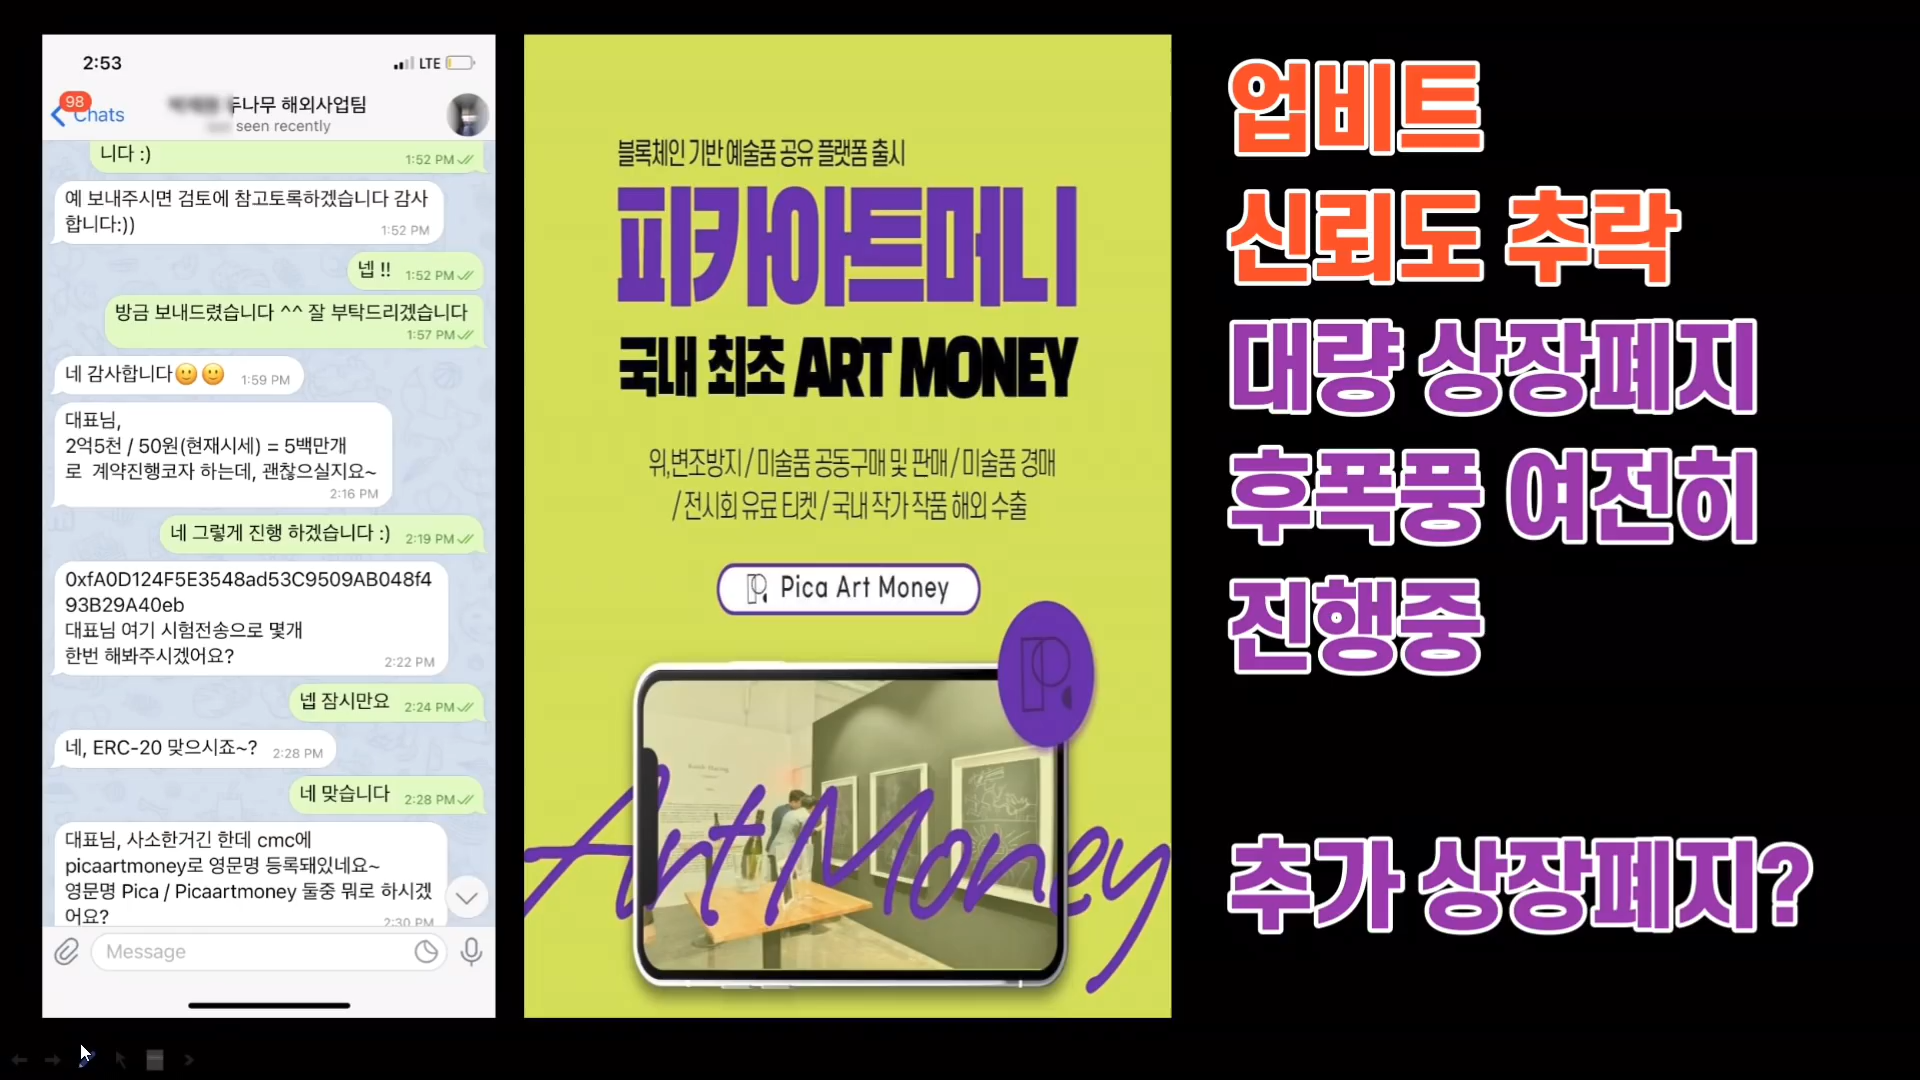 2:53
LTE
98
Chats
두나무 해외사업팀
seen recently
니다 :)
1:52 PM
예 보내주시면 검토에 참고토록하겠습니다 감사
합니다:))
1:52 PM
넵 !!
1:52 PM
방금 보내드렸습니다 ^^ 잘 부탁드리겠습니다
1:57 PM
네 감사합니다🙂🙂
1:59 PM
대표님,
2억5천 / 50원(현재시세) = 5백만개
로 계약진행코자 하는데, 괜찮으실지요~
2:16 PM
네 그렇게 진행 하겠습니다 :)
2:19 PM
0xfA0D124F5E3548ad53C9509AB048f4
93B29A40eb
대표님 여기 시험전송으로 몇개
한번 해봐주시겠어요?
2:22 PM
넵 잠시만요
2:24 PM
네, ERC-20 맞으시죠~?
2:28 PM
네 맞습니다
2:28 PM
대표님, 사소한거긴 한데 cmc에
picaartmoney로 영문명 등록돼있네요~
영문명 Pica / Picaartmoney 둘중 뭐로 하시겠
어요?
2:30 PM
Message
블록체인 기반 예술품 공유 플랫폼 출시
피카아트머니
국내 최초 ART MONEY
위,변조방지 / 미술품 공동구매 및 판매 / 미술품 경매
/ 전시회 유료 티켓 / 국내 작가 작품 해외 수출
Pica Art Money
Art Money
업비트
신뢰도 추락
대량 상장폐지
후폭풍 여전히
진행중
추가 상장폐지?